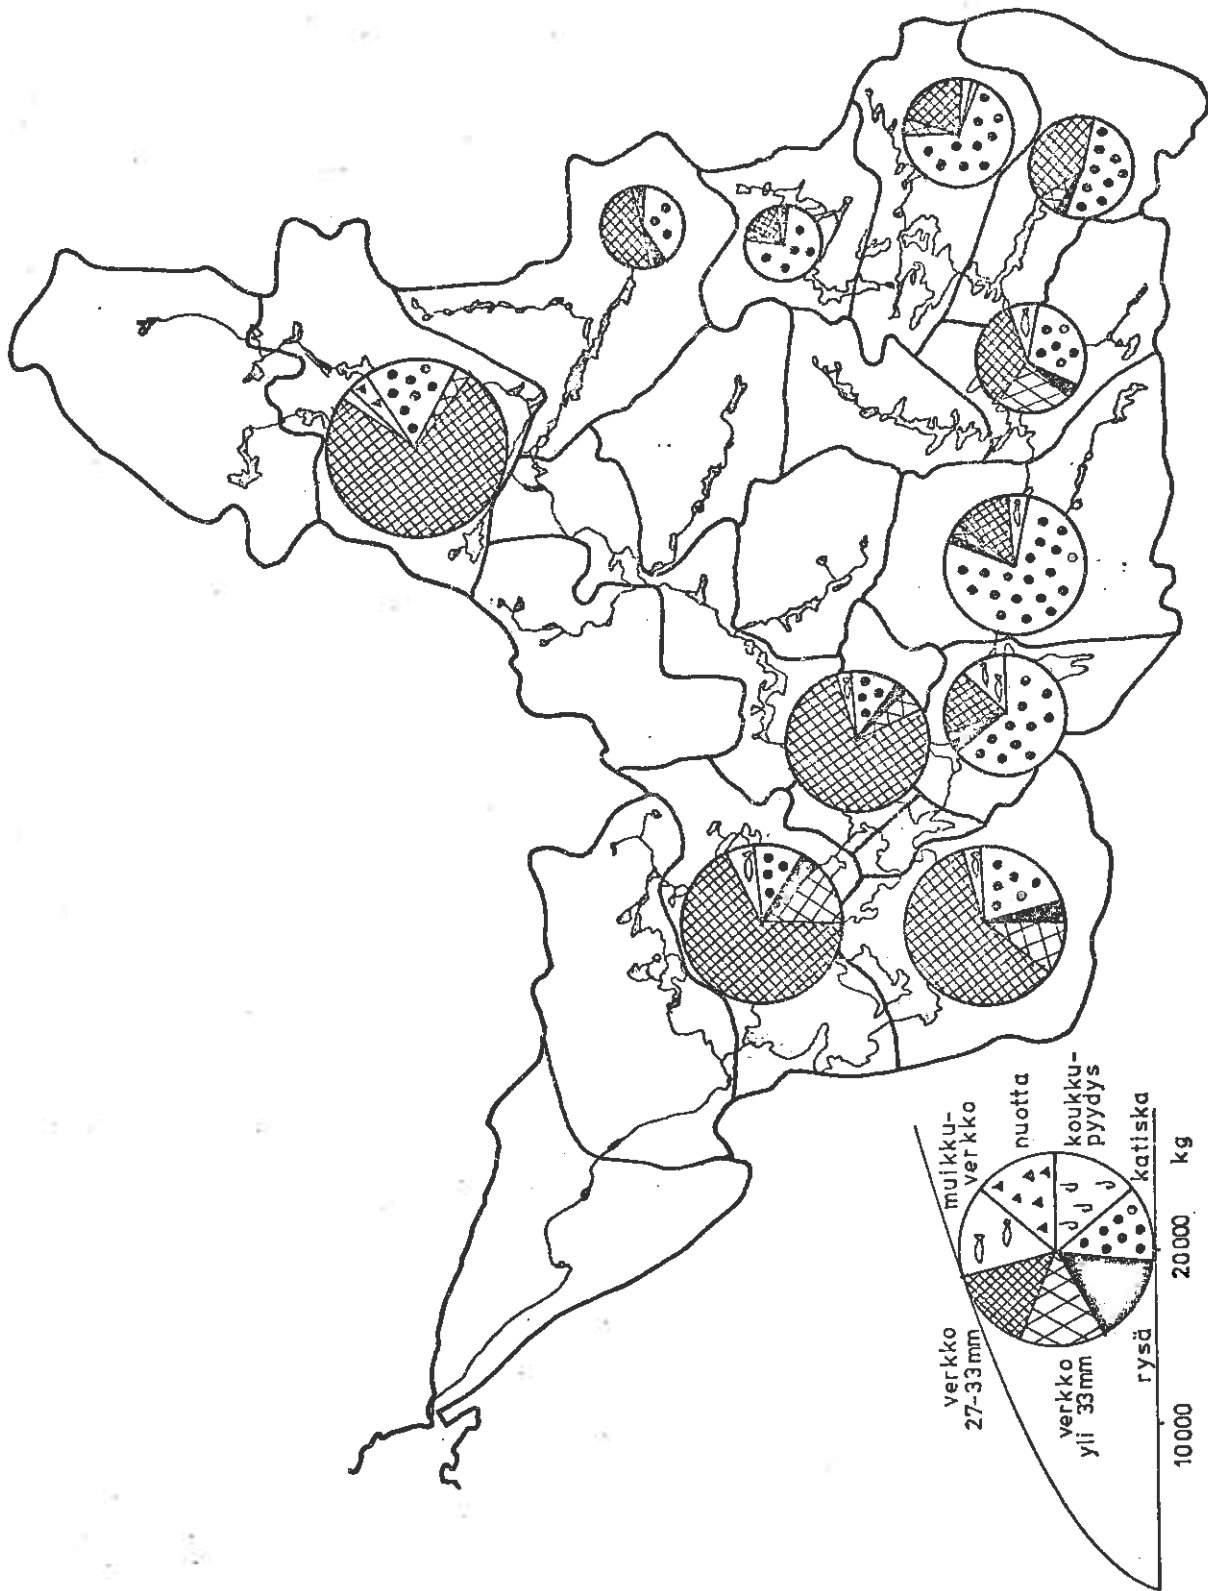 muikku-
verkko
nuotta
koukku-
pyydys
katiska
rysä
verkko
yli 33mm
verkko
27-33mm
10000
20000
kg